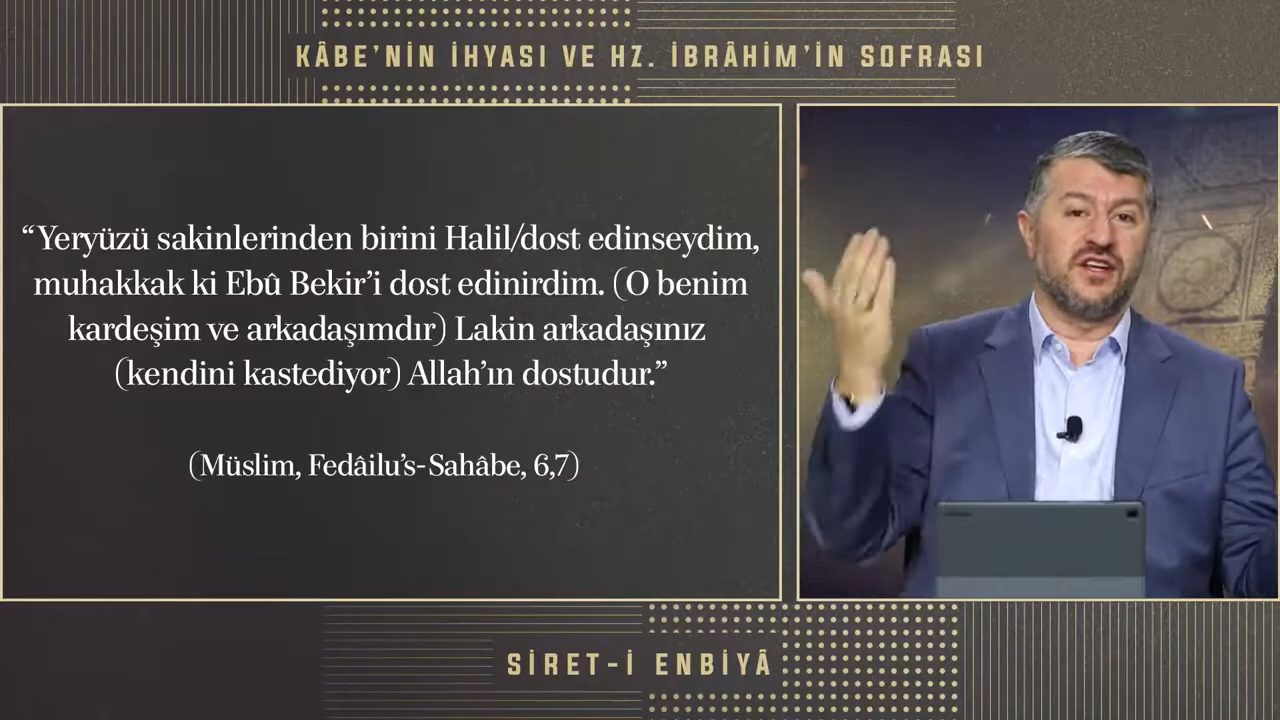 KÂBE'NİN İHYASI VE HZ. İBRÂHİM'İN SOFRASI
“Yeryüzü sakinlerinden birini Halil/dost edinseydim,
muhakkak ki Ebû Bekir’i dost edinirdim. (O benim
kardeşim ve arkadaşımdır) Lakin arkadaşınız
(kendini kastediyor) Allah’ın dostudur.”
(Müslim, Fedâilu’s-Sahâbe, 6,7)
SİRET-İ ENBİYÂ